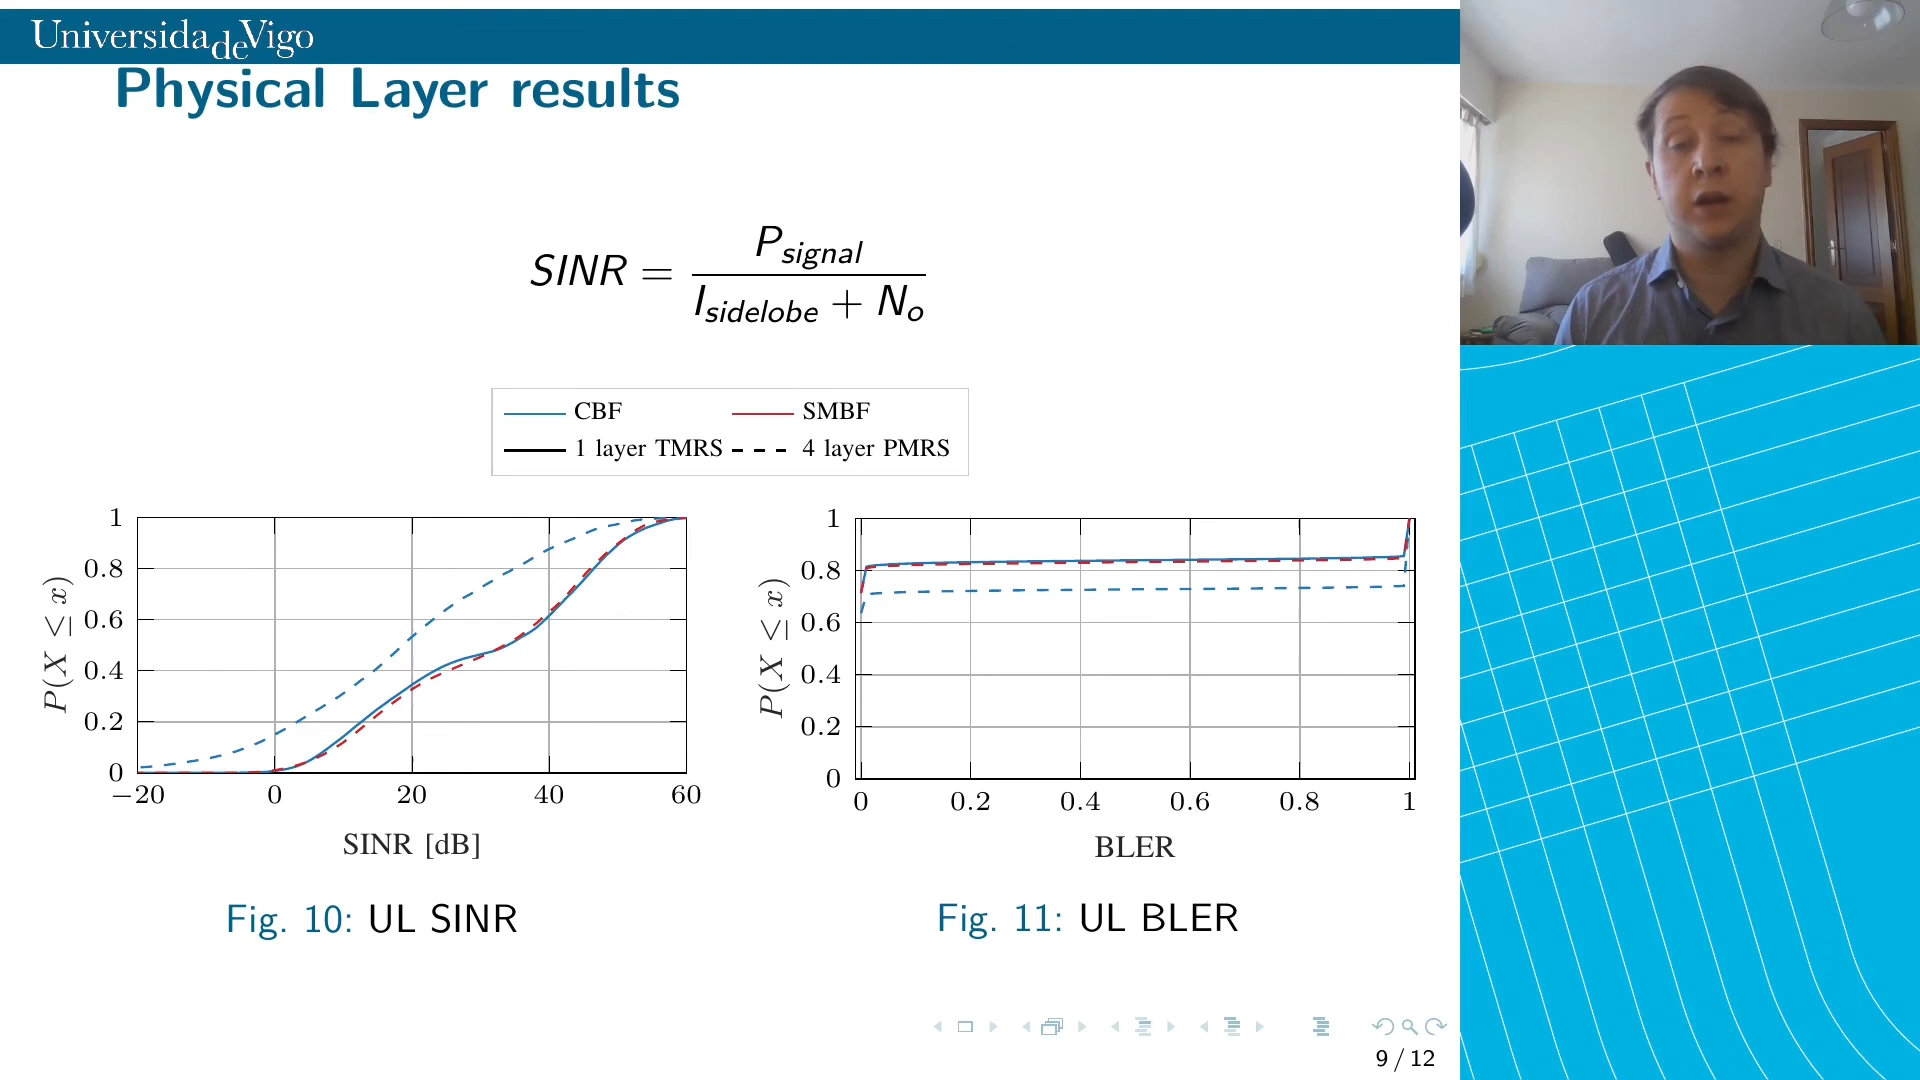 Universidade Vigo
Physical Layer results
SINR = P_signal / (I_sidelobe + N_o)
CBF SMBF
1 layer TMRS 4 layer PMRS
1
0.8
0.6
0.4
0.2
0
P(X ≤ x)
−20 0 20 40 60
SINR [dB]
Fig. 10: UL SINR
1
0.8
0.6
0.4
0.2
0
P(X ≤ x)
0 0.2 0.4 0.6 0.8 1
BLER
Fig. 11: UL BLER
9 / 12